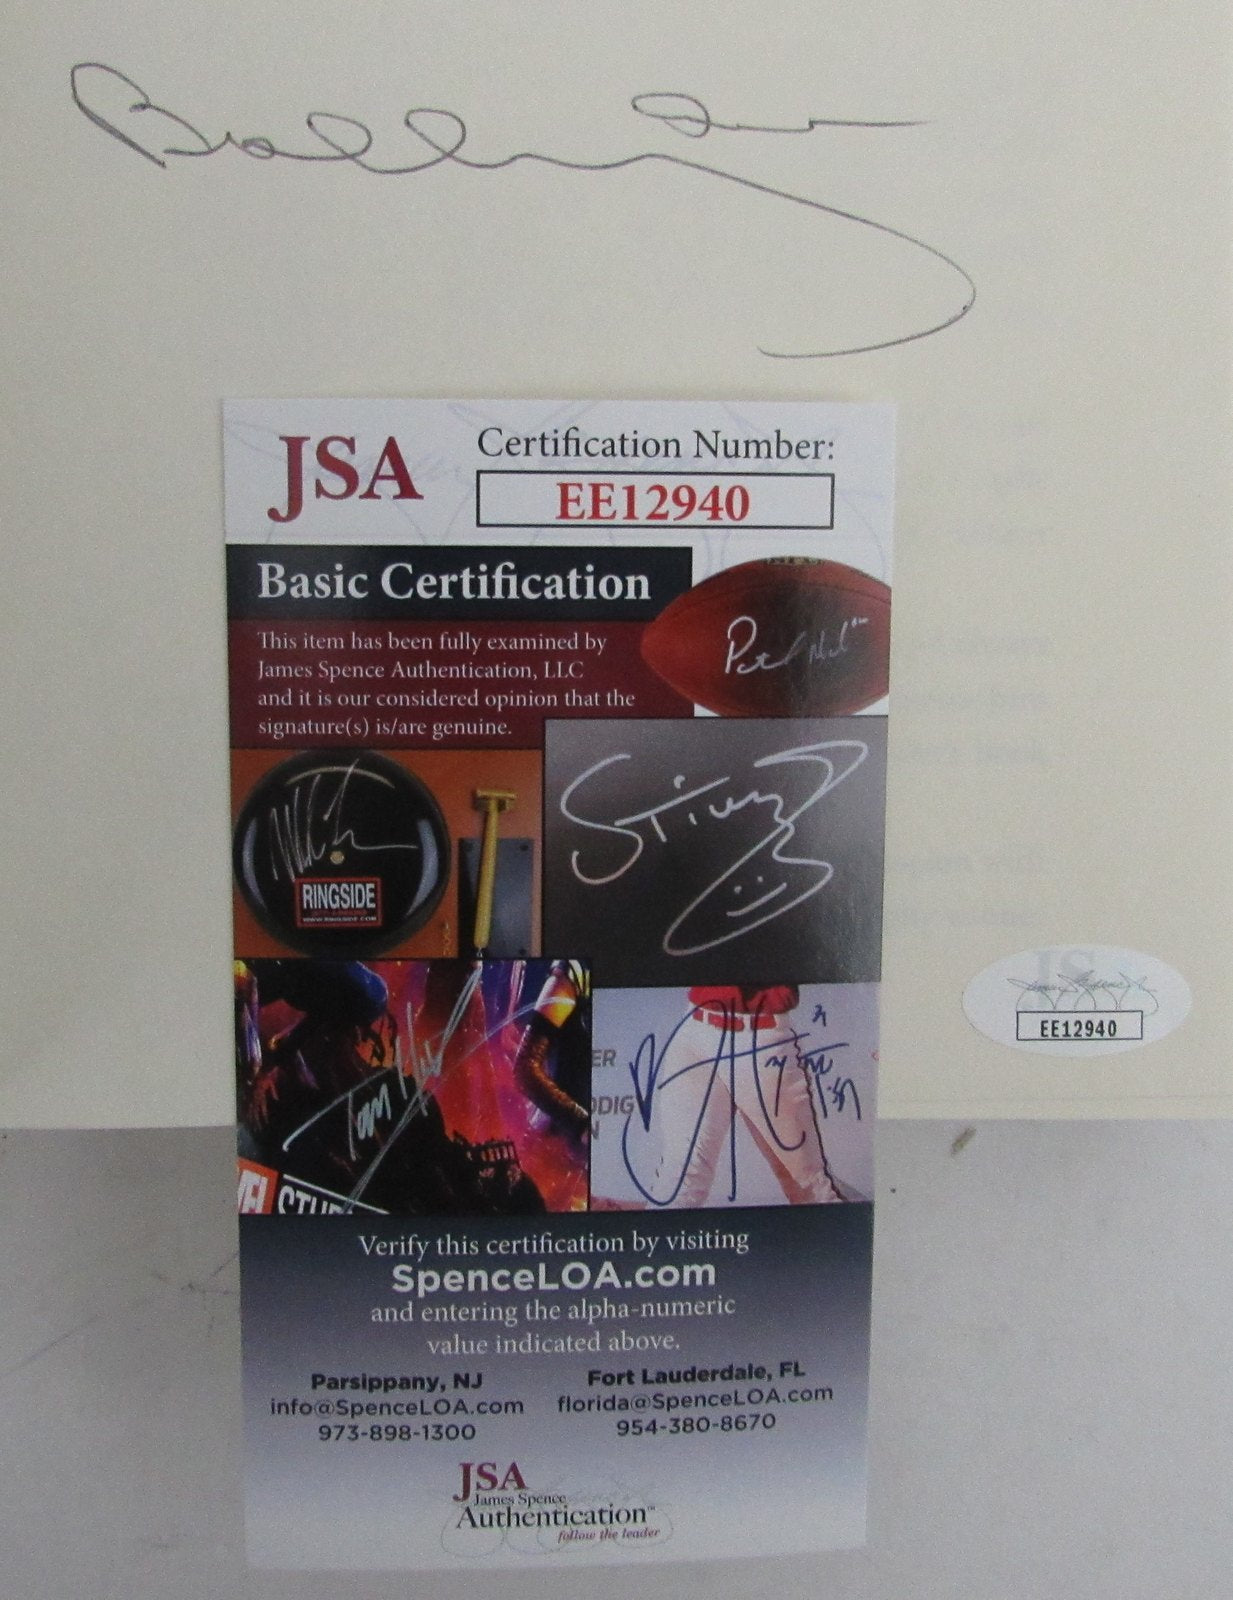 JSA
Certification Number:
EE12940
Basic Certification
This item has been fully examined by
James Spence Authentication, LLC
and it is our considered opinion that the
signature(s) is/are genuine.
RINGSIDE
Verify this certification by visiting
SpenceLOA.com
and entering the alpha-numeric
value indicated above.
Parsippany, NJ
info@SpenceLOA.com
973-898-1300
Fort Lauderdale, FL
florida@SpenceLOA.com
954-380-8670
JSA
James Spence
Authentication™
follow the leader
JS
EE12940